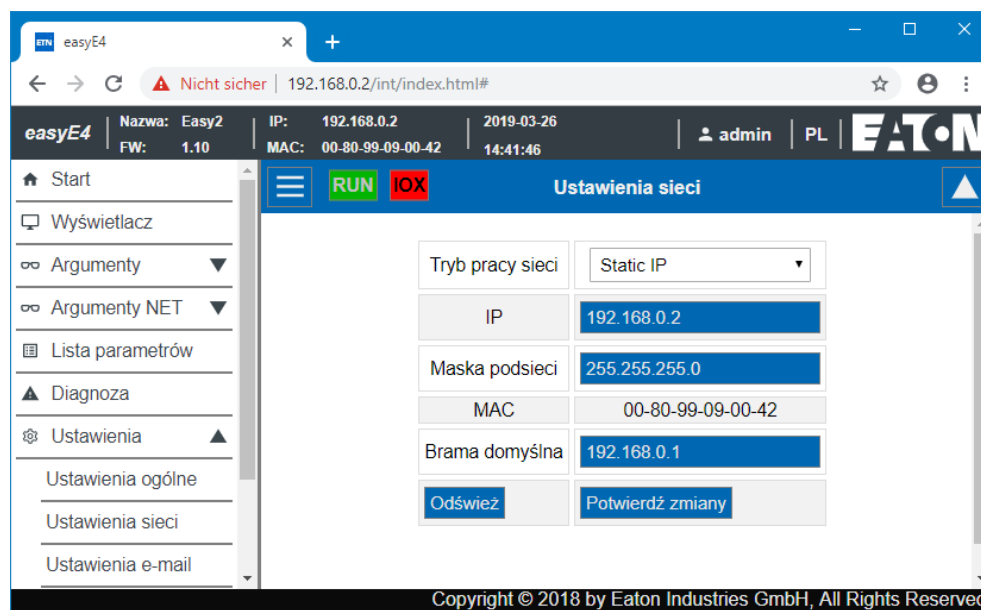 ETN easyE4
Nicht sicher | 192.168.0.2/int/index.html#
easyE4
Nazwa: Easy2
FW: 1.10
IP: 192.168.0.2
MAC: 00-80-99-09-00-42
2019-03-26
14:41:46
admin
PL
EATON
Start
Wyświetlacz
Argumenty
Argumenty NET
Lista parametrów
Diagnoza
Ustawienia
Ustawienia ogólne
Ustawienia sieci
Ustawienia e-mail
RUN IOX Ustawienia sieci
Tryb pracy sieci Static IP
IP 192.168.0.2
Maska podsieci 255.255.255.0
MAC 00-80-99-09-00-42
Brama domyślna 192.168.0.1
Odśwież Potwierdź zmiany
Copyright © 2018 by Eaton Industries GmbH, All Rights Reserved